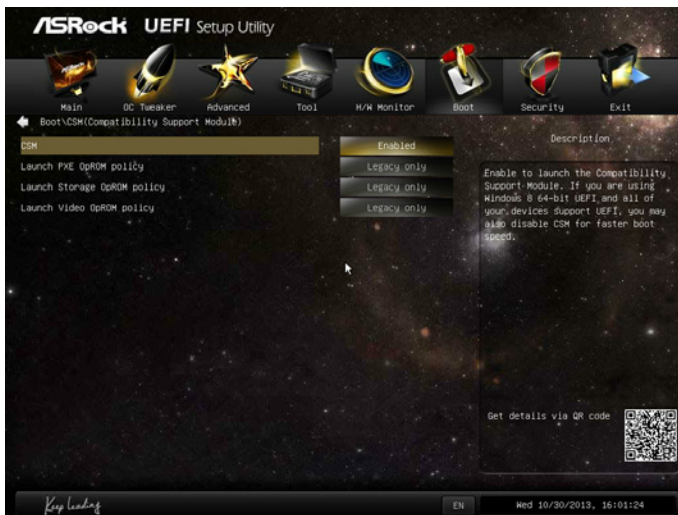 ASRock UEFI Setup Utility
Main OC Tweaker Advanced Tool H/W Monitor Boot Security Exit
Boot\CSM(Compatibility Support Module)
CSM Enabled
Launch PXE OpROM policy Legacy only
Launch Storage OpROM policy Legacy only
Launch Video OpROM policy Legacy only
Description
Enable to launch the Compatibility
Support Module. If you are using
Windows 8 64-bit UEFI and all of
your devices support UEFI, you may
also disable CSM for faster boot
speed.
Get details via QR code
Keep Leading
EN Wed 10/30/2013, 16:01:24